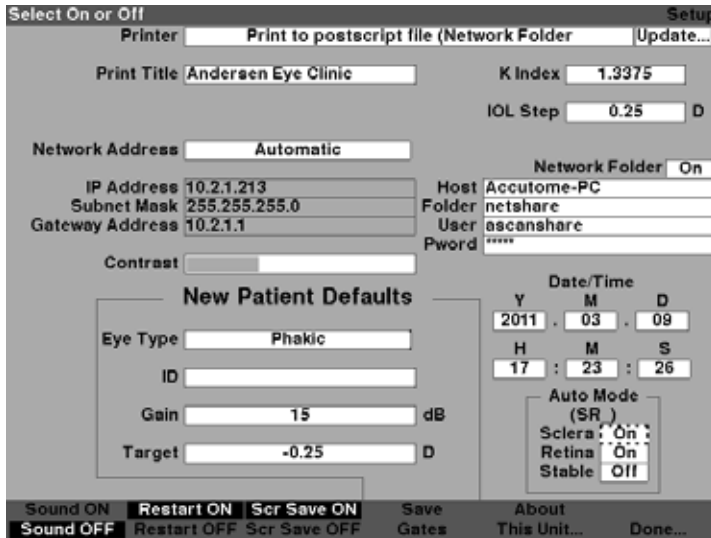 Select On or Off Setup
Printer Print to postscript file (Network Folder Update...
Print Title Andersen Eye Clinic K Index 1.3375
IOL Step 0.25 D
Network Address Automatic
Network Folder On
IP Address 10.2.1.213 Host Accutome-PC
Subnet Mask 255.255.255.0 Folder netshare
Gateway Address 10.2.1.1 User ascanshare
Pword *****
Contrast
Date/Time
New Patient Defaults Y M D
2011 . 03 . 09
Eye Type Phakic H M S
17 : 23 : 26
ID
Auto Mode
(SR_)
Gain 15 dB
Sclera On
Retina On
Target -0.25 D
Stable Off
Sound ON Restart ON Scr Save ON Save About
Sound OFF Restart OFF Scr Save OFF Gates This Unit... Done...